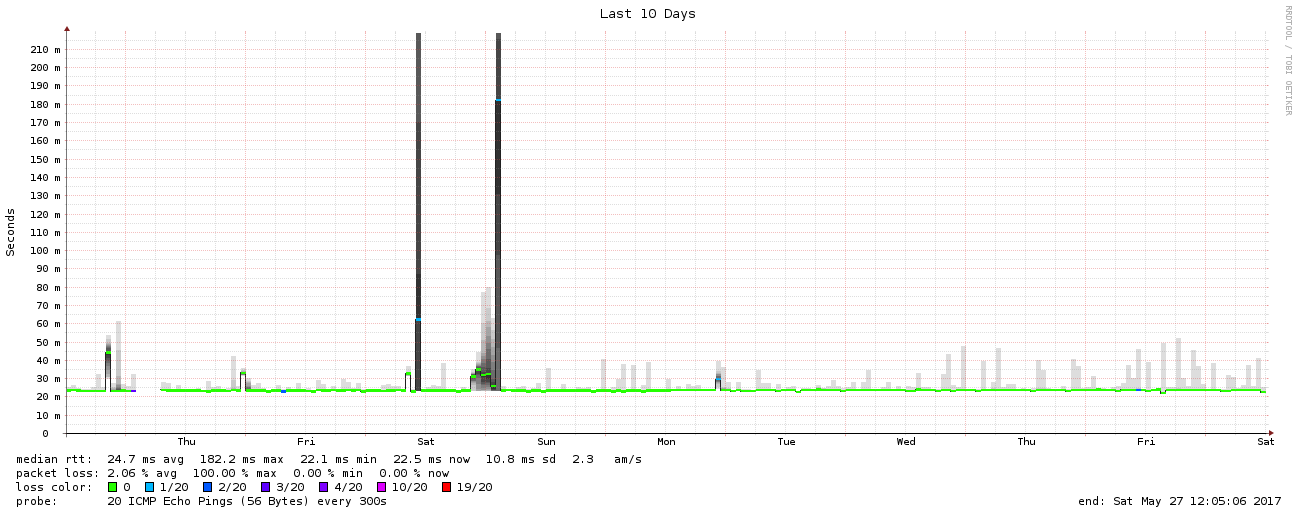 Last 10 Days
RRDTOOL / TOBI OETIKER
Seconds
210 m
200 m
190 m
180 m
170 m
160 m
150 m
140 m
130 m
120 m
110 m
100 m
90 m
80 m
70 m
60 m
50 m
40 m
30 m
20 m
10 m
0
Thu Fri Sat Sun Mon Tue Wed Thu Fri Sat
median rtt: 24.7 ms avg 182.2 ms max 22.1 ms min 22.5 ms now 10.8 ms sd 2.3 am/s
packet loss: 2.06 % avg 100.00 % max 0.00 % min 0.00 % now
loss color: 0 1/20 2/20 3/20 4/20 10/20 19/20
probe: 20 ICMP Echo Pings (56 Bytes) every 300s end: Sat May 27 12:05:06 2017